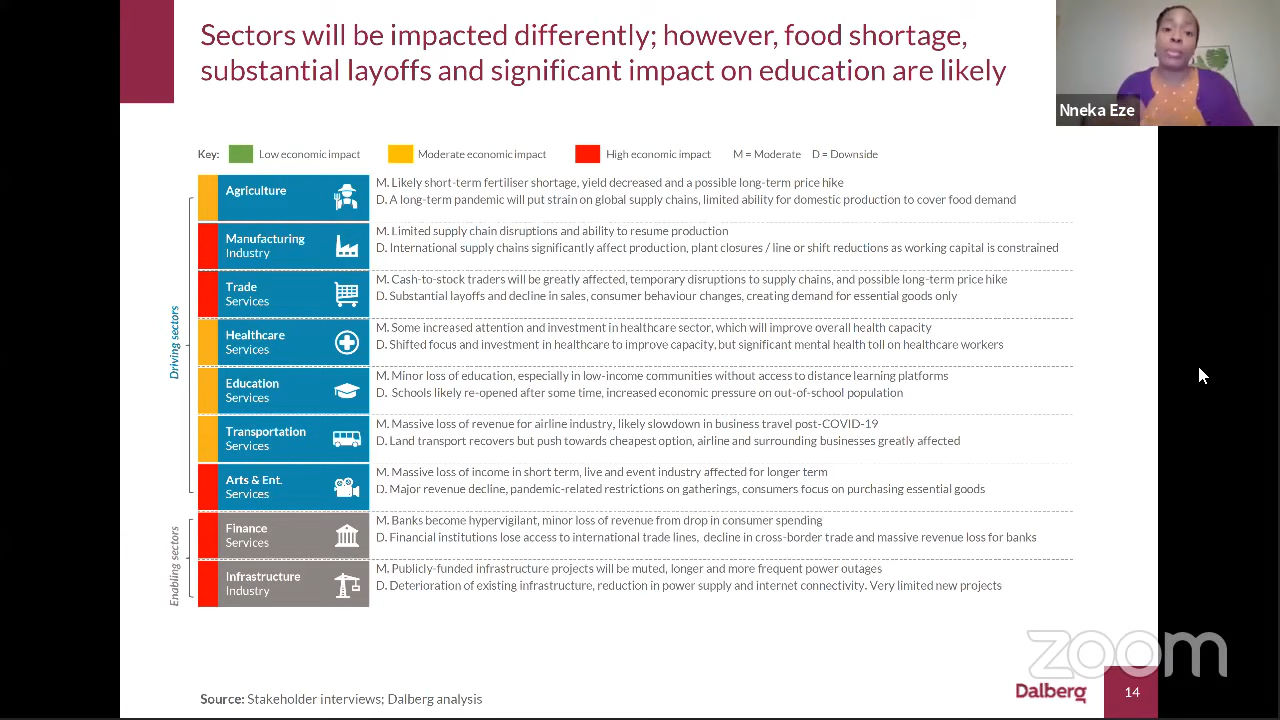 Sectors will be impacted differently; however, food shortage,
substantial layoffs and significant impact on education are likely
Nneka Eze
Key: Low economic impact Moderate economic impact High economic impact M = Moderate D = Downside
Driving sectors
Agriculture
M. Likely short-term fertiliser shortage, yield decreased and a possible long-term price hike
D. A long-term pandemic will put strain on global supply chains, limited ability for domestic production to cover food demand
Manufacturing
Industry
M. Limited supply chain disruptions and ability to resume production
D. International supply chains significantly affect production, plant closures / line or shift reductions as working capital is constrained
Trade
Services
M. Cash-to-stock traders will be greatly affected, temporary disruptions to supply chains, and possible long-term price hike
D. Substantial layoffs and decline in sales, consumer behaviour changes, creating demand for essential goods only
Healthcare
Services
M. Some increased attention and investment in healthcare sector, which will improve overall health capacity
D. Shifted focus and investment in healthcare to improve capacity, but significant mental health toll on healthcare workers
Education
Services
M. Minor loss of education, especially in low-income communities without access to distance learning platforms
D. Schools likely re-opened after some time, increased economic pressure on out-of-school population
Transportation
Services
M. Massive loss of revenue for airline industry, likely slowdown in business travel post-COVID-19
D. Land transport recovers but push towards cheapest option, airline and surrounding businesses greatly affected
Arts & Ent.
Services
M. Massive loss of income in short term, live and event industry affected for longer term
D. Major revenue decline, pandemic-related restrictions on gatherings, consumers focus on purchasing essential goods
Enabling sectors
Finance
Services
M. Banks become hypervigilant, minor loss of revenue from drop in consumer spending
D. Financial institutions lose access to international trade lines, decline in cross-border trade and massive revenue loss for banks
Infrastructure
Industry
M. Publicly-funded infrastructure projects will be muted, longer and more frequent power outages
D. Deterioration of existing infrastructure, reduction in power supply and internet connectivity. Very limited new projects
zoom
Source: Stakeholder interviews; Dalberg analysis
Dalberg
14